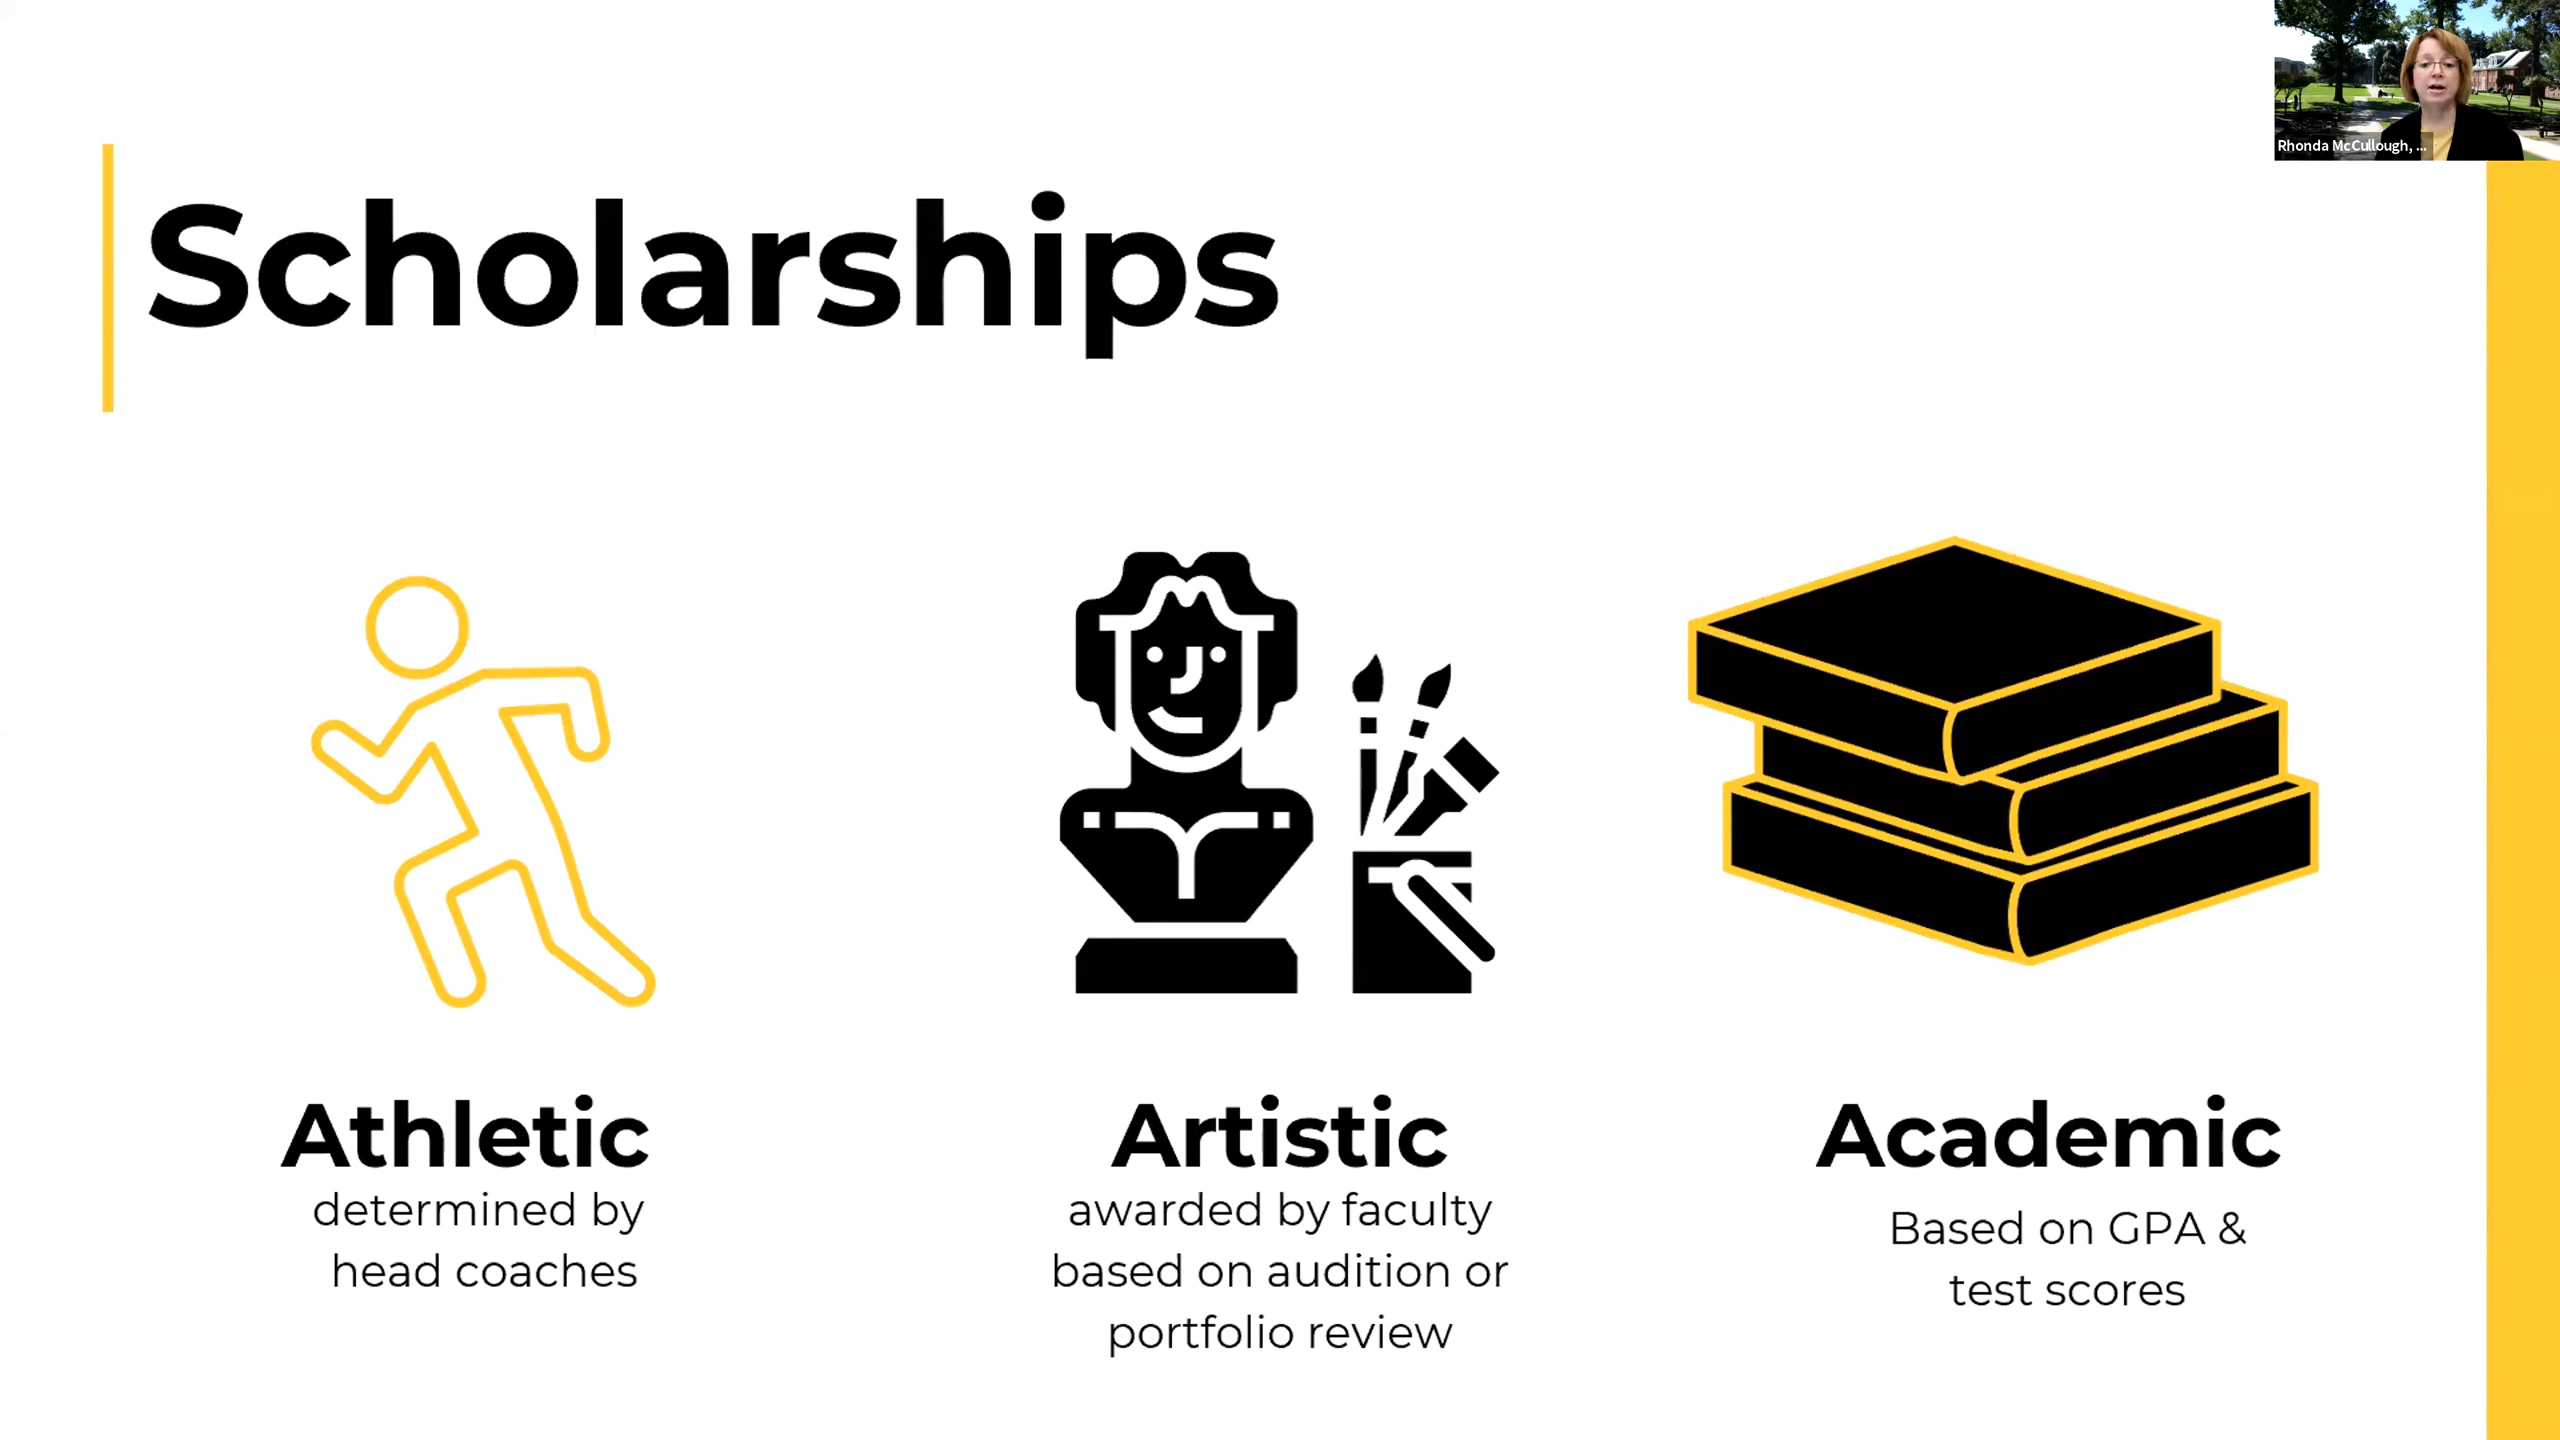 Rhonda McCullough, ...
Scholarships
Athletic
determined by
head coaches
Artistic
awarded by faculty
based on audition or
portfolio review
Academic
Based on GPA &
test scores